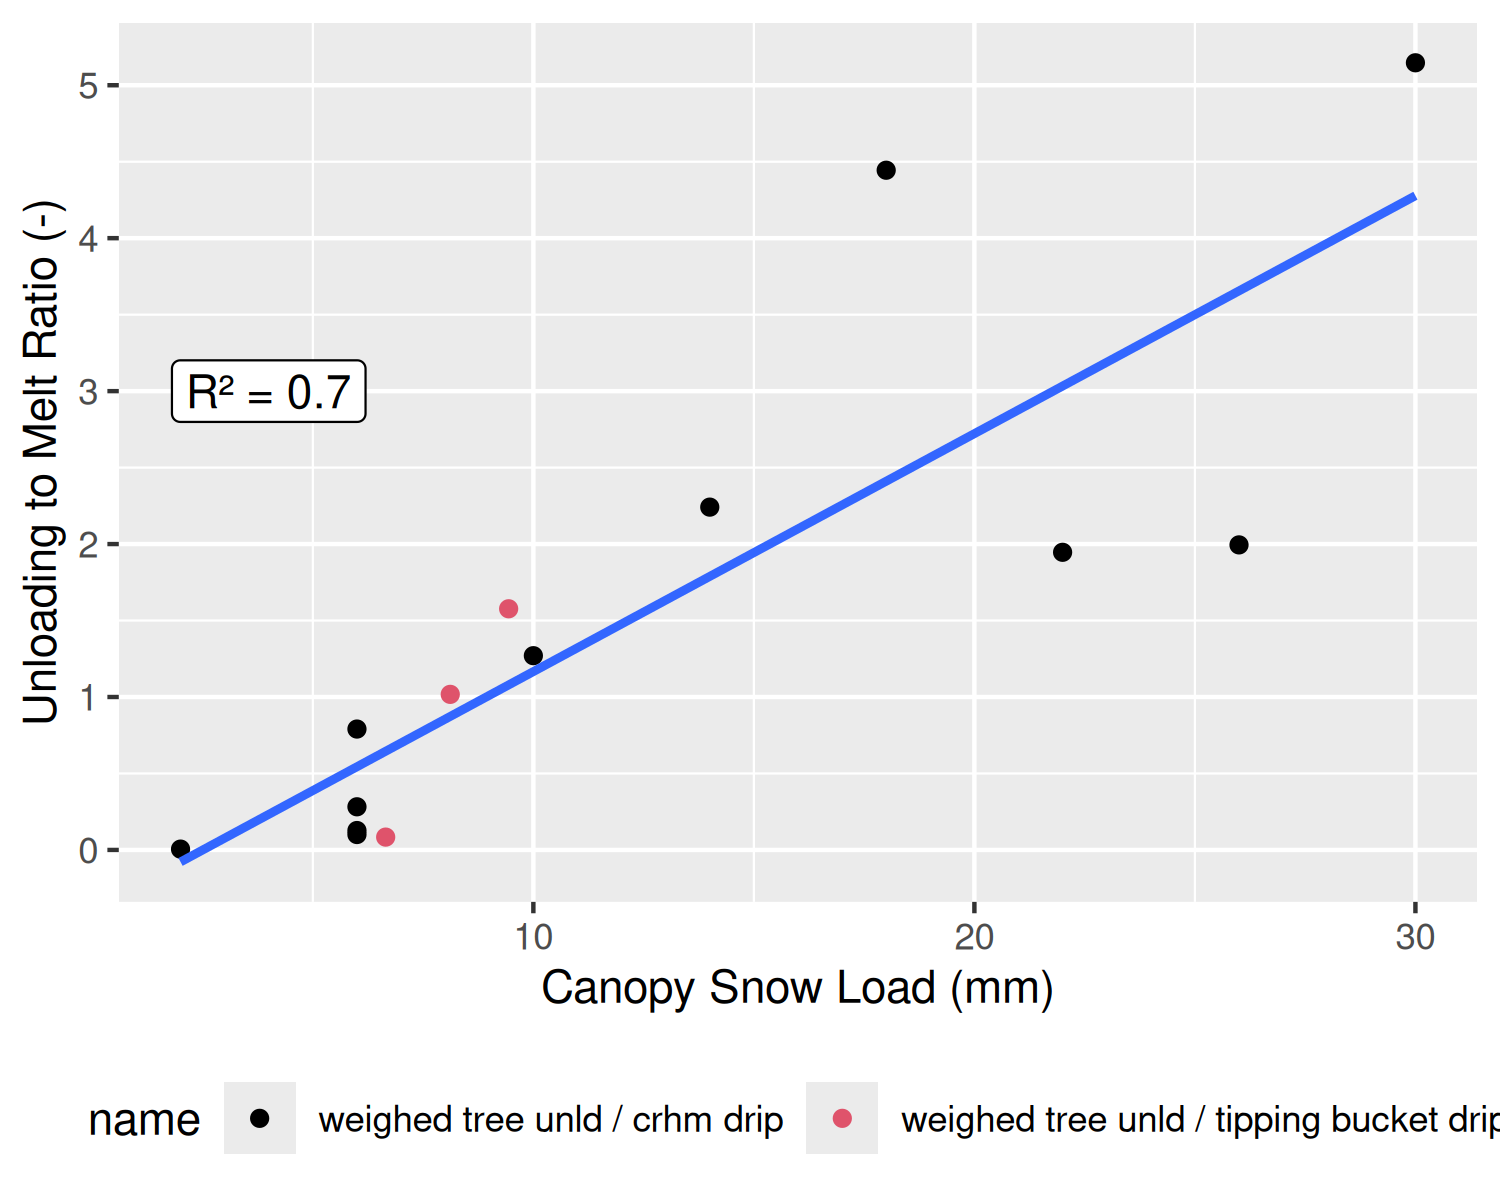 5
4
3
2
1
0
Unloading to Melt Ratio (-)
R² = 0.7
10 20 30
Canopy Snow Load (mm)
name weighed tree unld / crhm drip weighed tree unld / tipping bucket drip